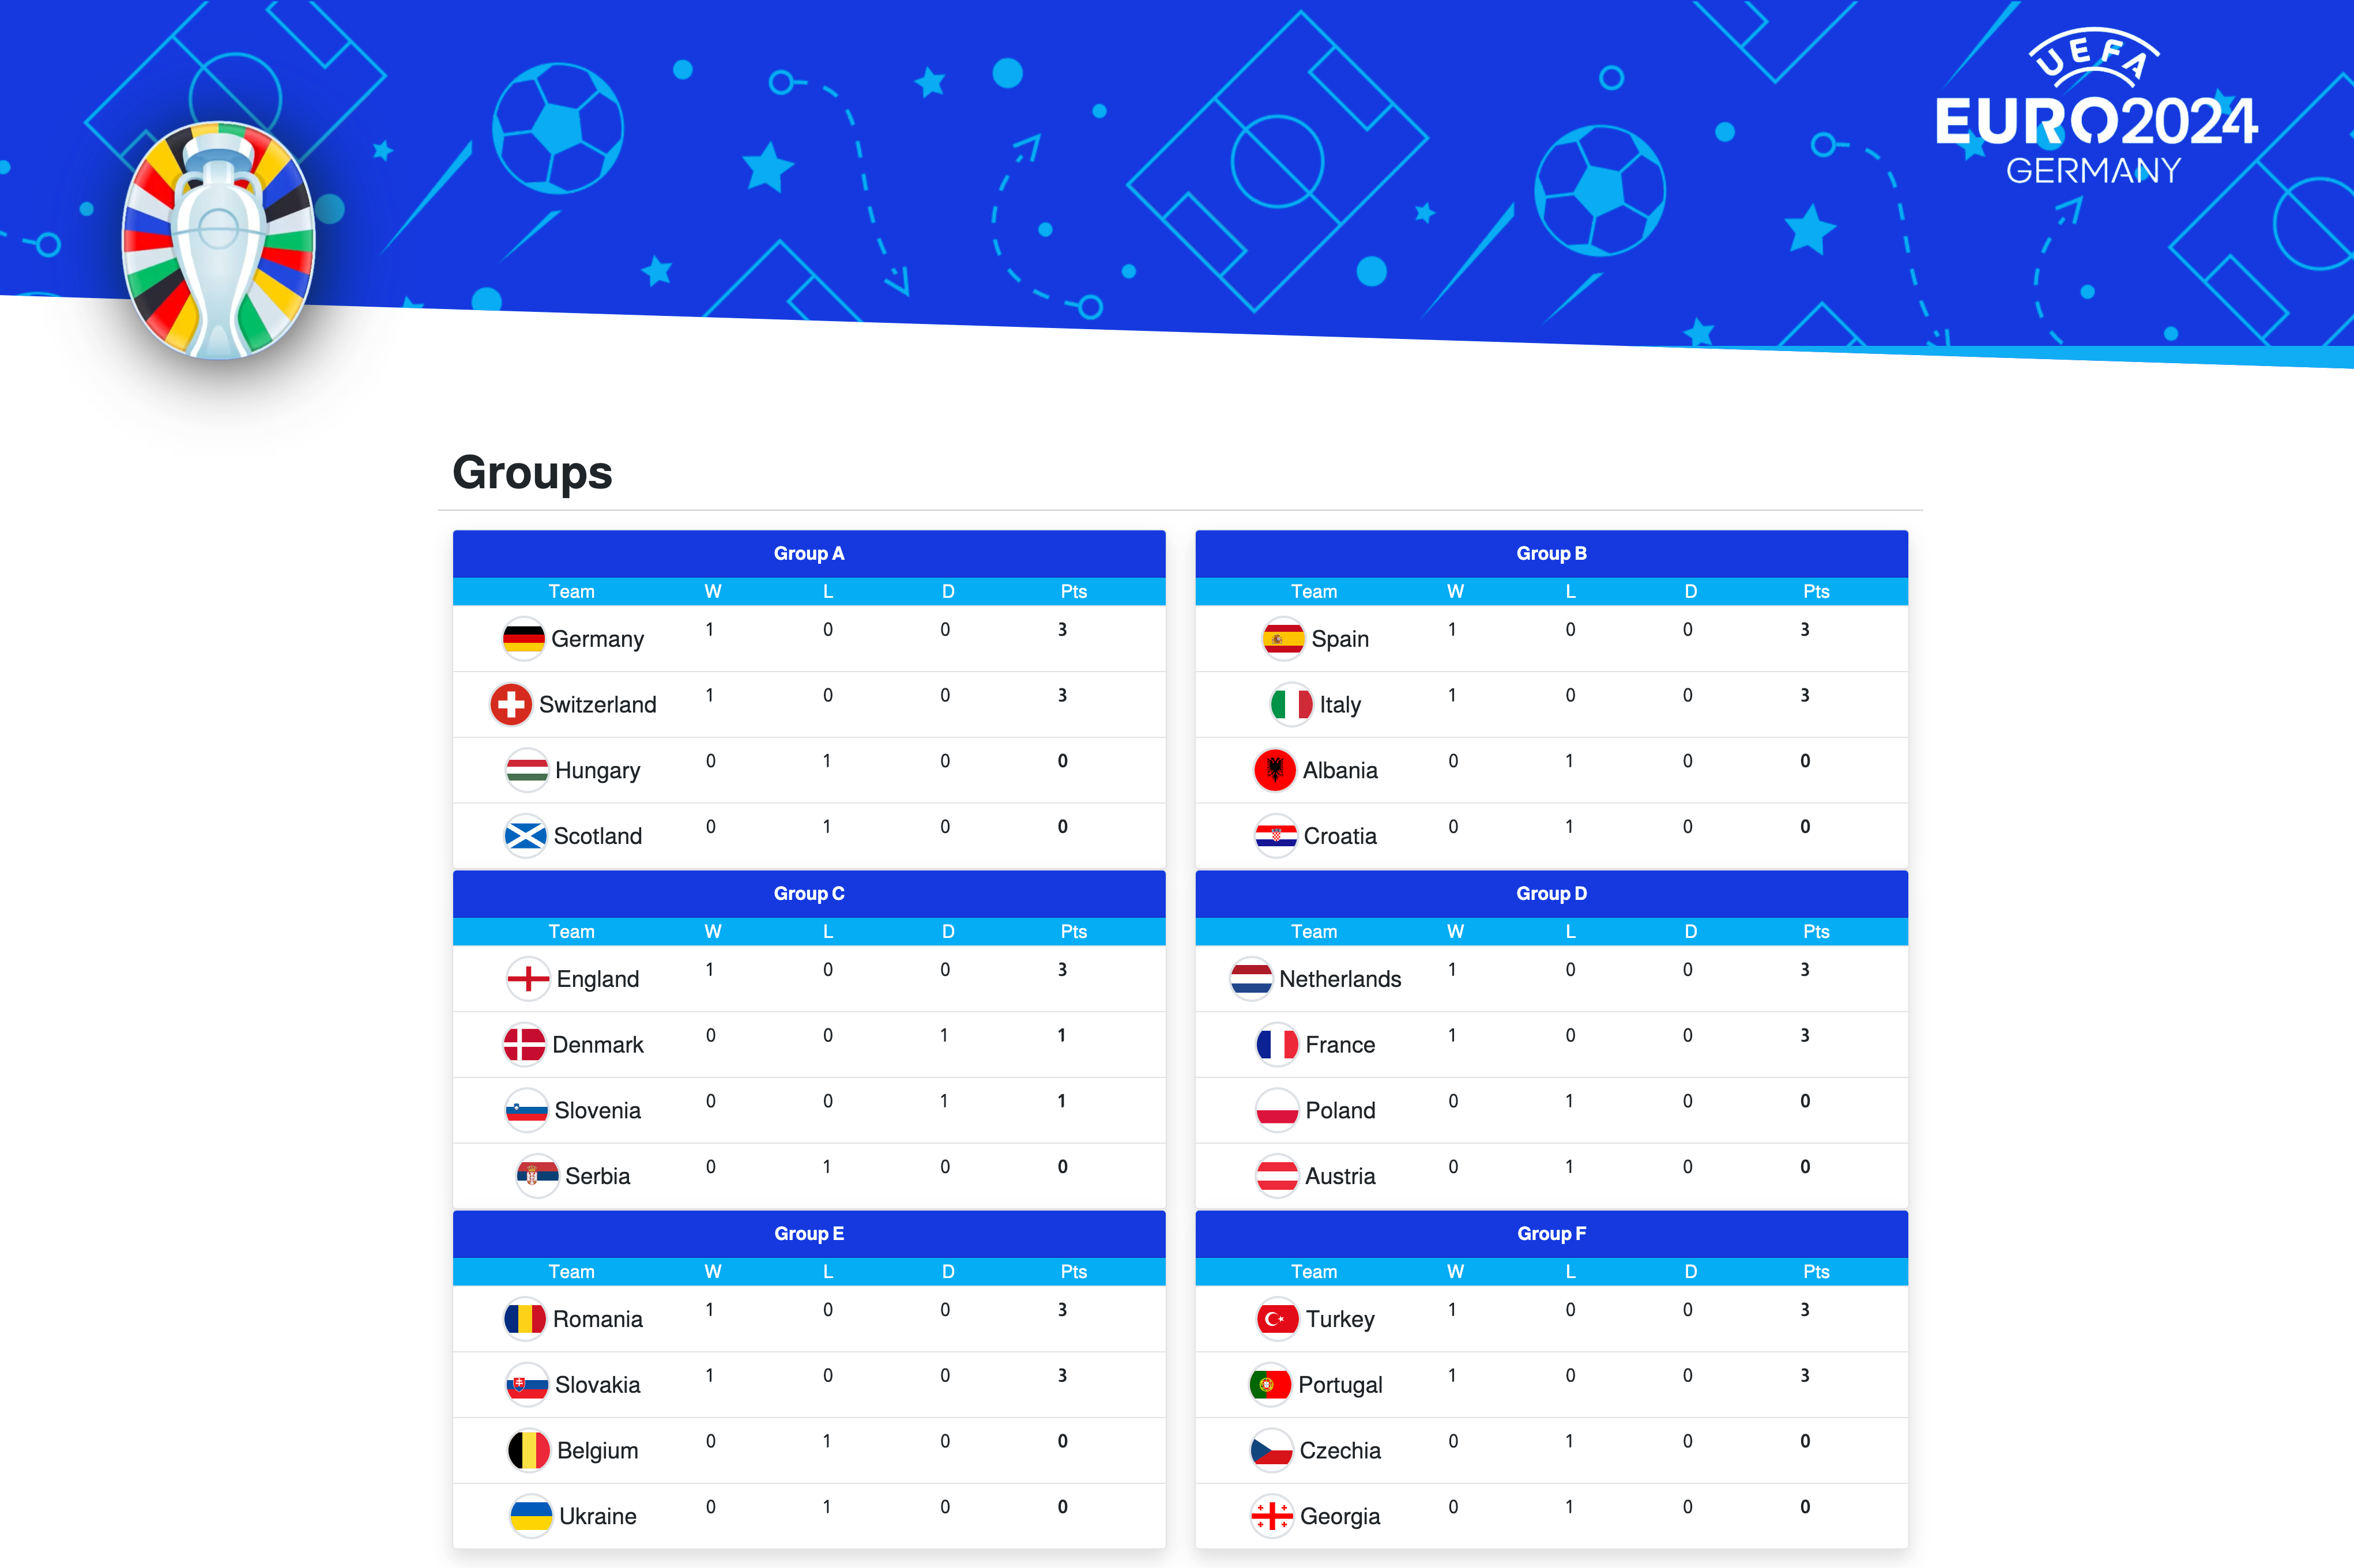 UEFA
EURO2024
GERMANY
Groups
Group A
Team W L D Pts
Germany 1 0 0 3
Switzerland 1 0 0 3
Hungary 0 1 0 0
Scotland 0 1 0 0
Group B
Team W L D Pts
Spain 1 0 0 3
Italy 1 0 0 3
Albania 0 1 0 0
Croatia 0 1 0 0
Group C
Team W L D Pts
England 1 0 0 3
Denmark 0 0 1 1
Slovenia 0 0 1 1
Serbia 0 1 0 0
Group D
Team W L D Pts
Netherlands 1 0 0 3
France 1 0 0 3
Poland 0 1 0 0
Austria 0 1 0 0
Group E
Team W L D Pts
Romania 1 0 0 3
Slovakia 1 0 0 3
Belgium 0 1 0 0
Ukraine 0 1 0 0
Group F
Team W L D Pts
Turkey 1 0 0 3
Portugal 1 0 0 3
Czechia 0 1 0 0
Georgia 0 1 0 0